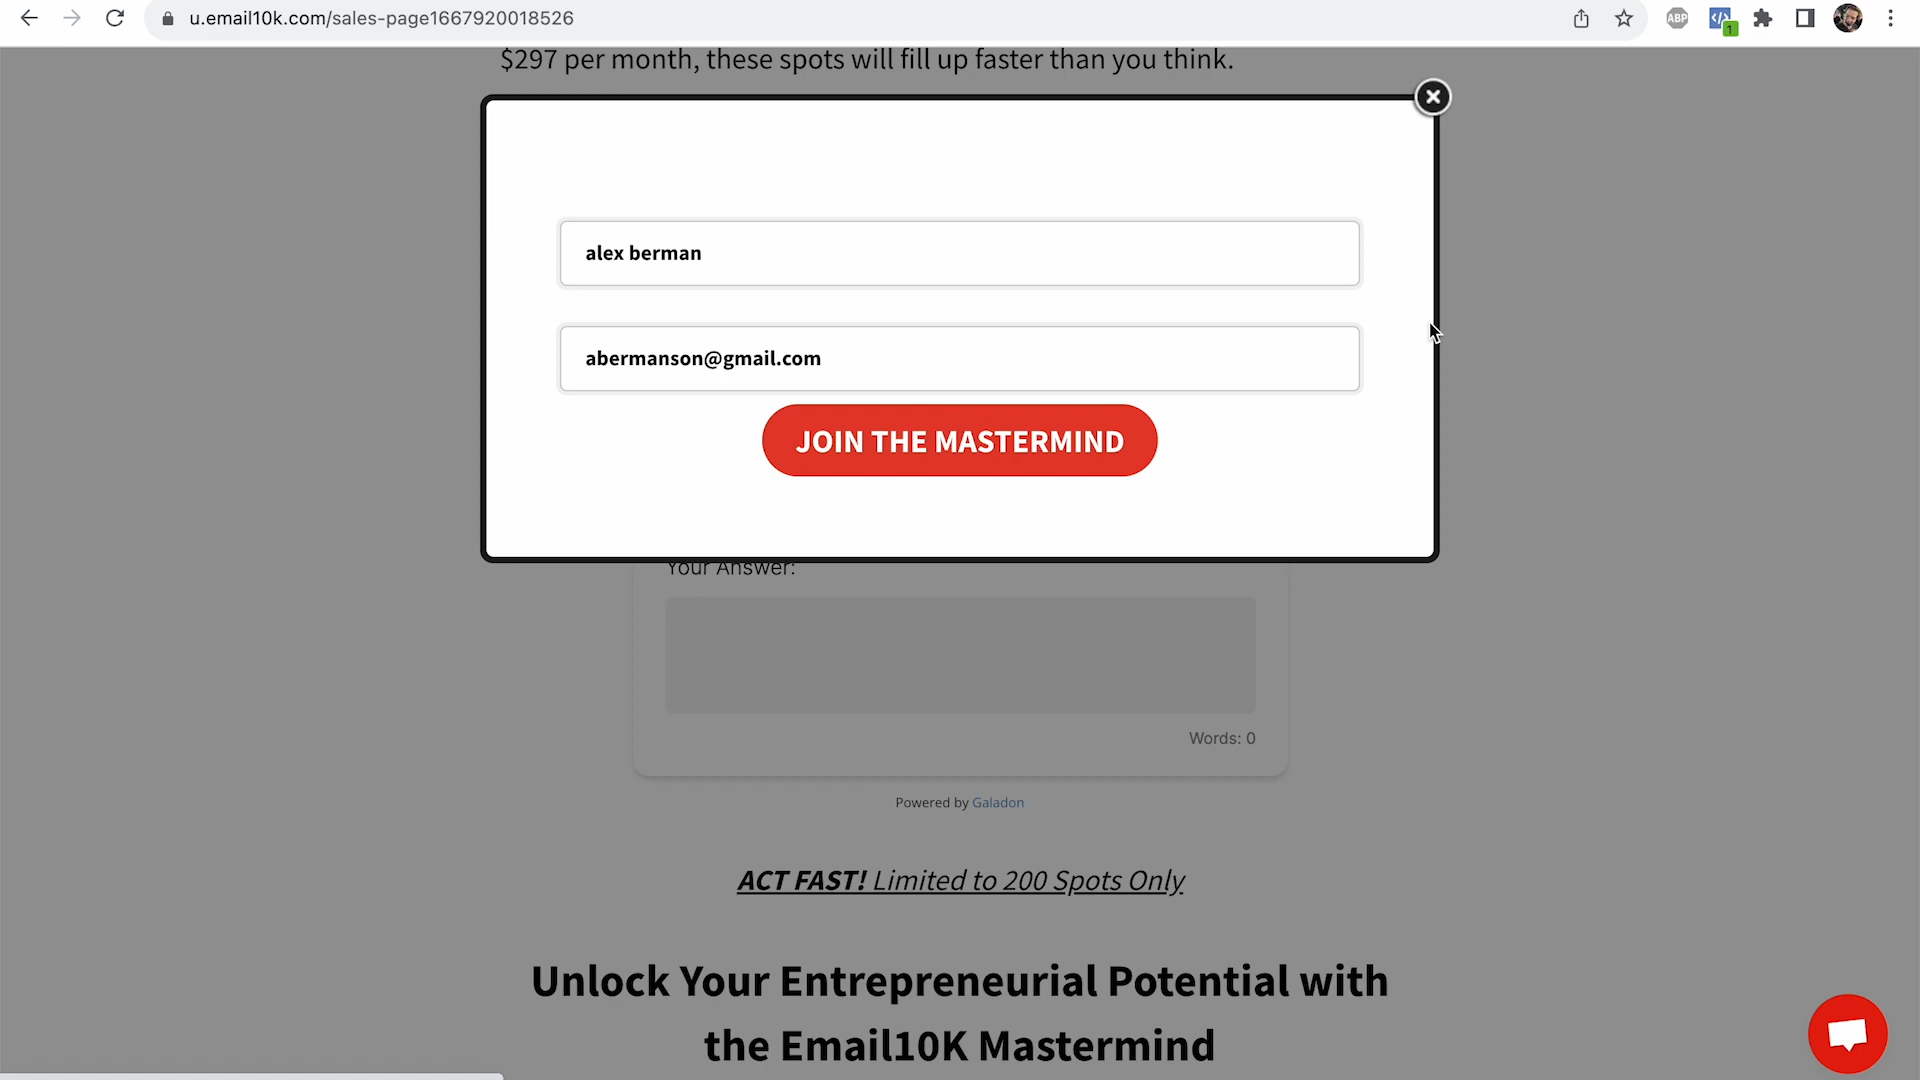 u.email10k.com/sales-page1667920018526
ABP
1
$297 per month, these spots will fill up faster than you think.
alex berman
abermanson@gmail.com
JOIN THE MASTERMIND
Your Answer:
Words: 0
Powered by Galadon
ACT FAST! Limited to 200 Spots Only
Unlock Your Entrepreneurial Potential with
the Email10K Mastermind